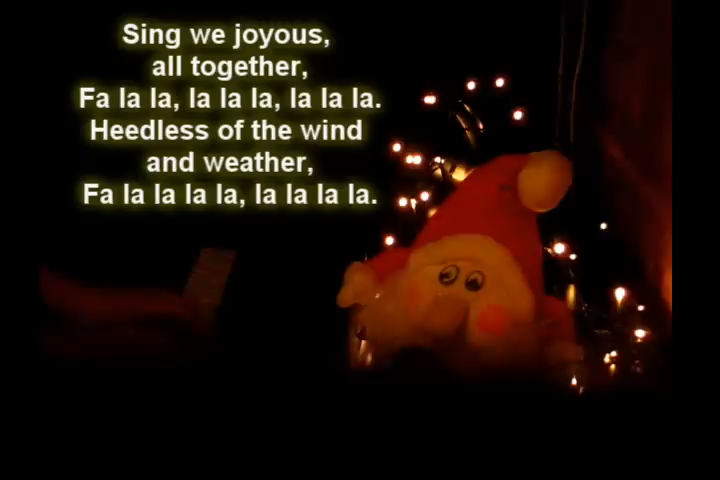 Sing we joyous,
all together,
Fa la la, la la la, la la la.
Heedless of the wind
and weather,
Fa la la la la, la la la la.